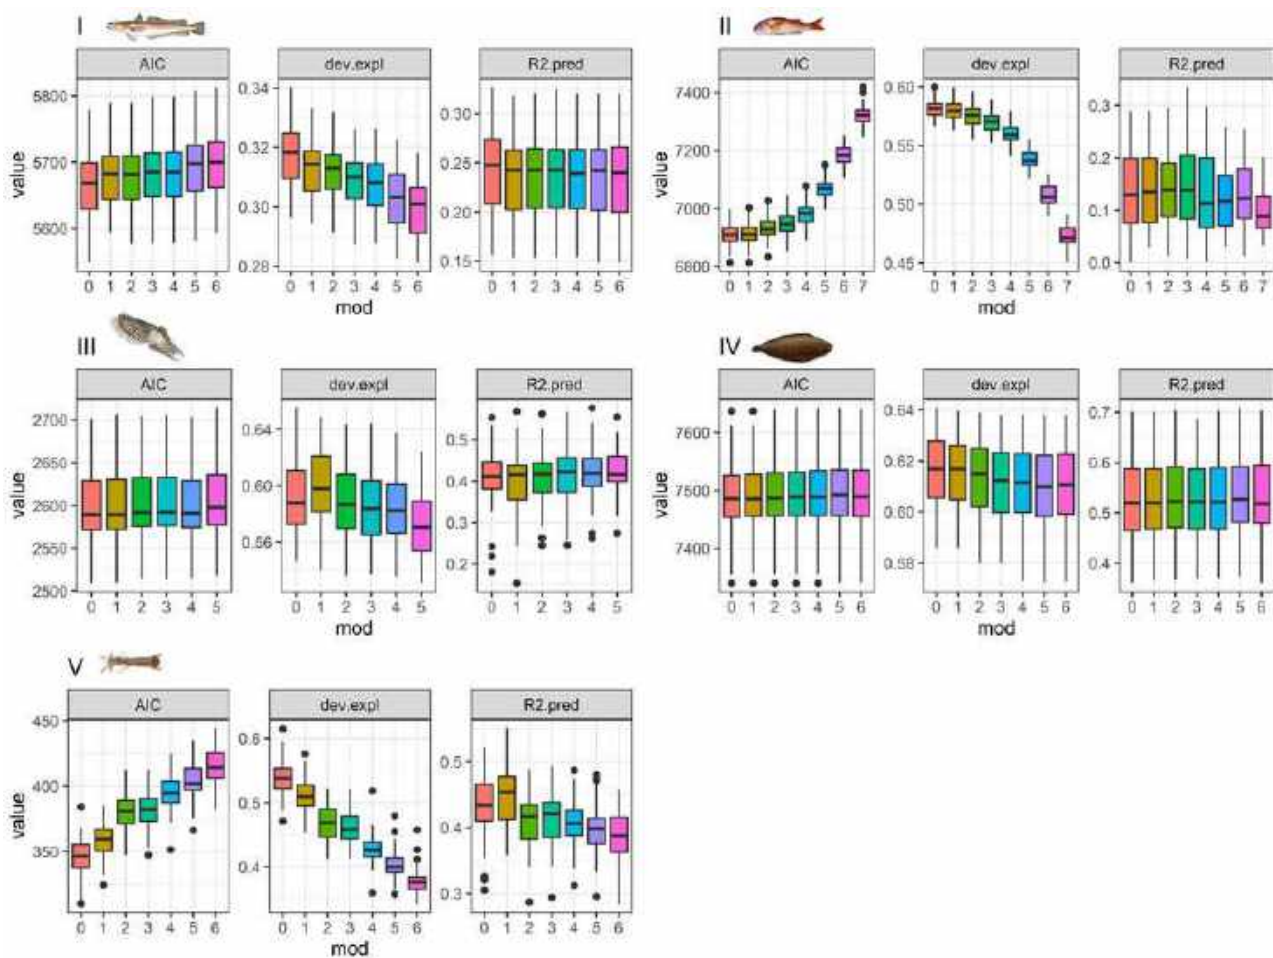 I
AIC dev.expl R2.pred
value
5800
5700
5600
0.34
0.32
0.30
0.28
0.30
0.25
0.20
0.15
0 1 2 3 4 5 6 0 1 2 3 4 5 6 0 1 2 3 4 5 6
mod
II
AIC dev.expl R2.pred
value
7400
7200
7000
6800
0.60
0.55
0.50
0.45
0.3
0.2
0.1
0.0
0 1 2 3 4 5 6 7 0 1 2 3 4 5 6 7 0 1 2 3 4 5 6 7
mod
III
AIC dev.expl R2.pred
value
2700
2650
2600
2550
2500
0.64
0.60
0.56
0.5
0.4
0.3
0.2
0 1 2 3 4 5 0 1 2 3 4 5 0 1 2 3 4 5
mod
IV
AIC dev.expl R2.pred
value
7600
7500
7400
0.64
0.62
0.60
0.58
0.7
0.6
0.5
0.4
0 1 2 3 4 5 6 0 1 2 3 4 5 6 0 1 2 3 4 5 6
mod
V
AIC dev.expl R2.pred
value
450
400
350
0.6
0.5
0.4
0.5
0.4
0.3
0 1 2 3 4 5 6 0 1 2 3 4 5 6 0 1 2 3 4 5 6
mod